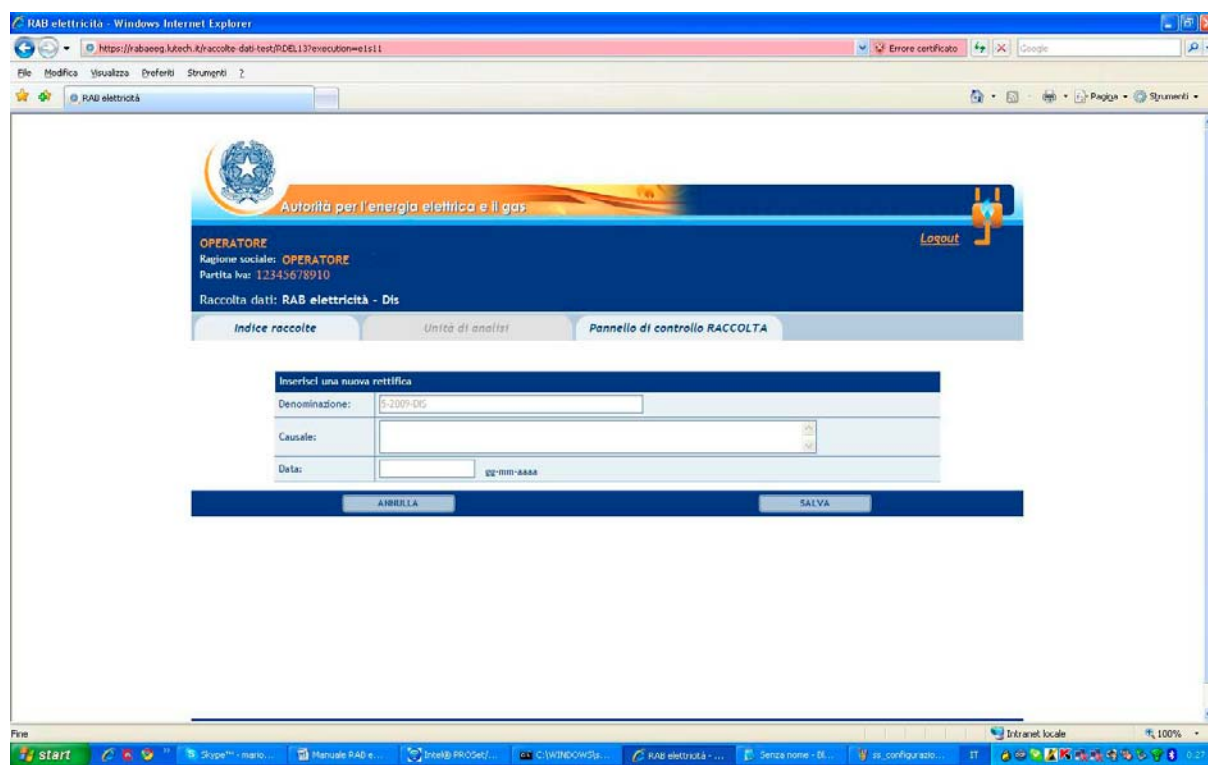 RAB elettricità - Windows Internet Explorer
https://rabaeeg.lutech.it/raccolte-dati-test/RDEL13?execution=e1s11
Errore certificato
Google
File Modifica Visualizza Preferiti Strumenti ?
RAB elettricità
Pagina
Strumenti
Autorità per l'energia elettrica e il gas
OPERATORE
Logout
Ragione sociale: OPERATORE
Partita Iva: 12345678910
Raccolta dati: RAB elettricità - Dis
Indice raccolte
Unità di analisi
Pannello di controllo RACCOLTA
Inserisci una nuova rettifica
Denominazione: 5-2009-DIS
Causale:
Data: gg-mm-aaaa
ANNULLA
SALVA
Fine
Intranet locale
100%
start
Skype™ - mario...
Manuale RAB e...
Intel® PROSet/...
C:\WINDOWS\s...
RAB elettricità - ...
Senza nome - Bl...
ss_configurazio...
IT
0:27